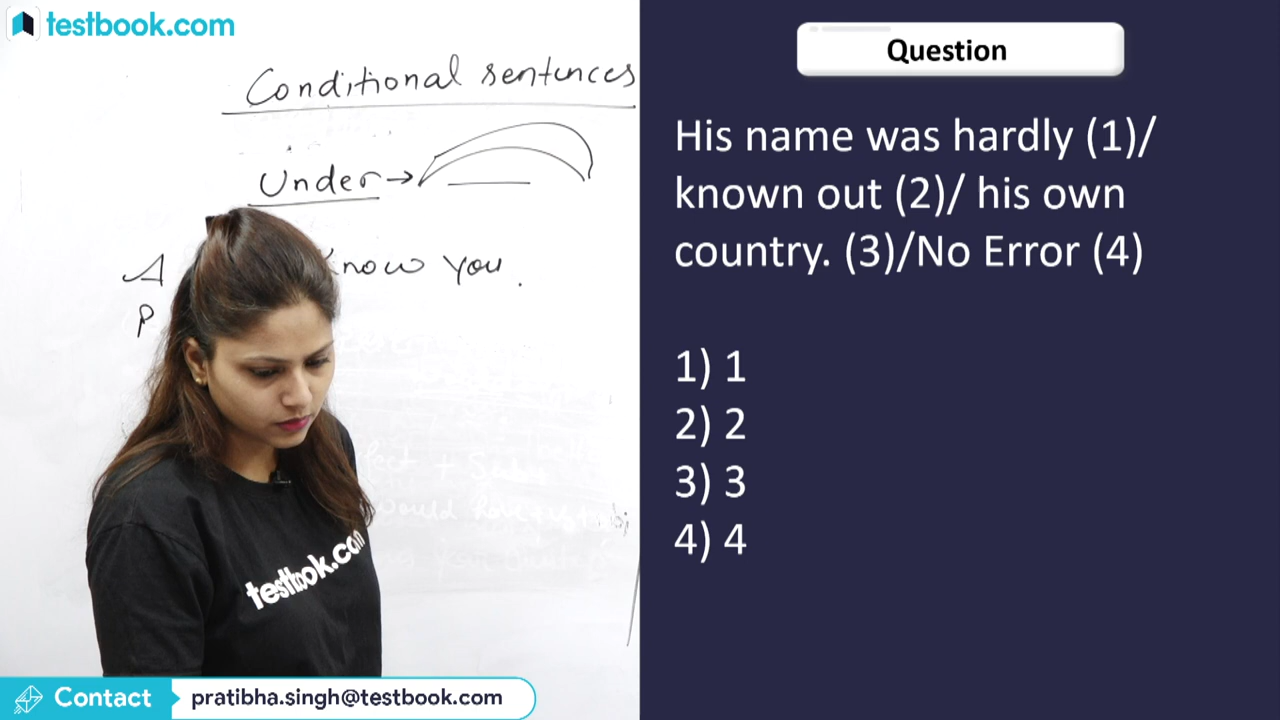 testbook.com
Conditional sentences
Under →
A Know you.
P
testbook.com
Question
His name was hardly (1)/
known out (2)/ his own
country. (3)/No Error (4)
1) 1
2) 2
3) 3
4) 4
Contact pratibha.singh@testbook.com